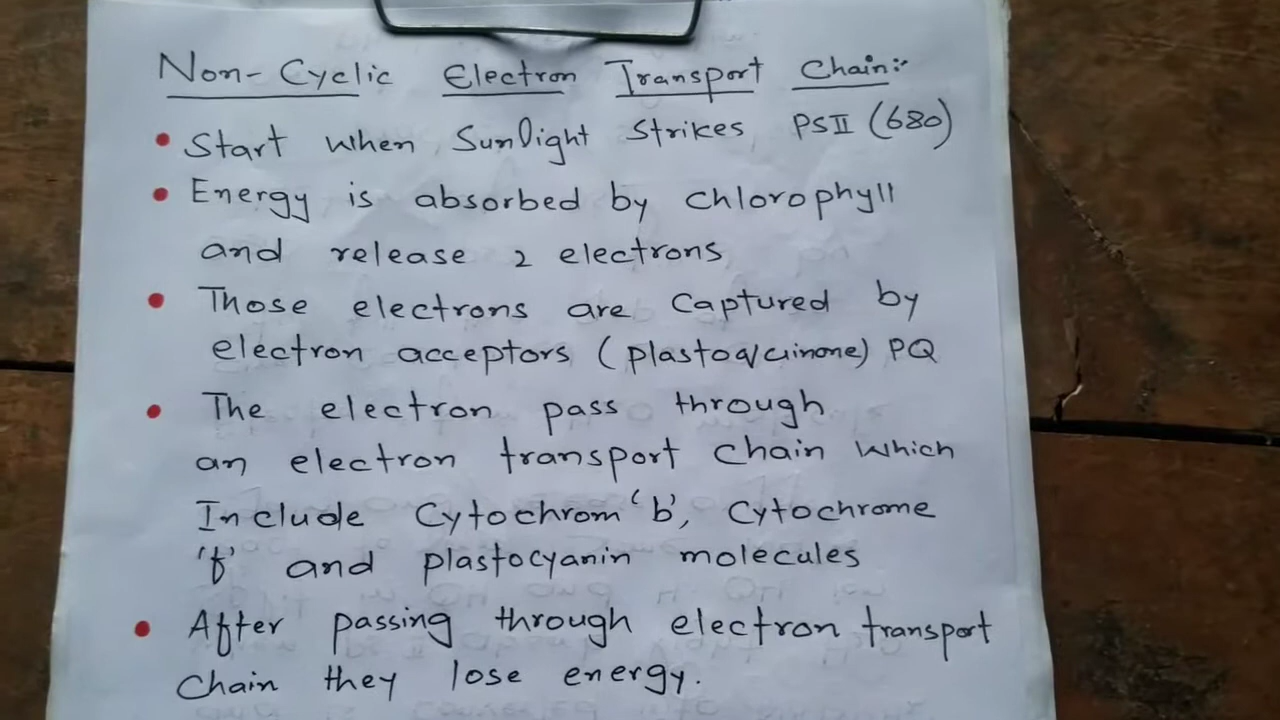 Non-Cyclic Electron Transport Chain:-
• Start when Sunlight Strikes PSII (680)
• Energy is absorbed by chlorophyll
and release 2 electrons
• Those electrons are captured by
electron acceptors (plastoquinone) PQ
• The electron pass through
an electron transport chain which
Include Cytochrom 'b', Cytochrome
'f' and plastocyanin molecules
• After passing through electron transport
Chain they lose energy.